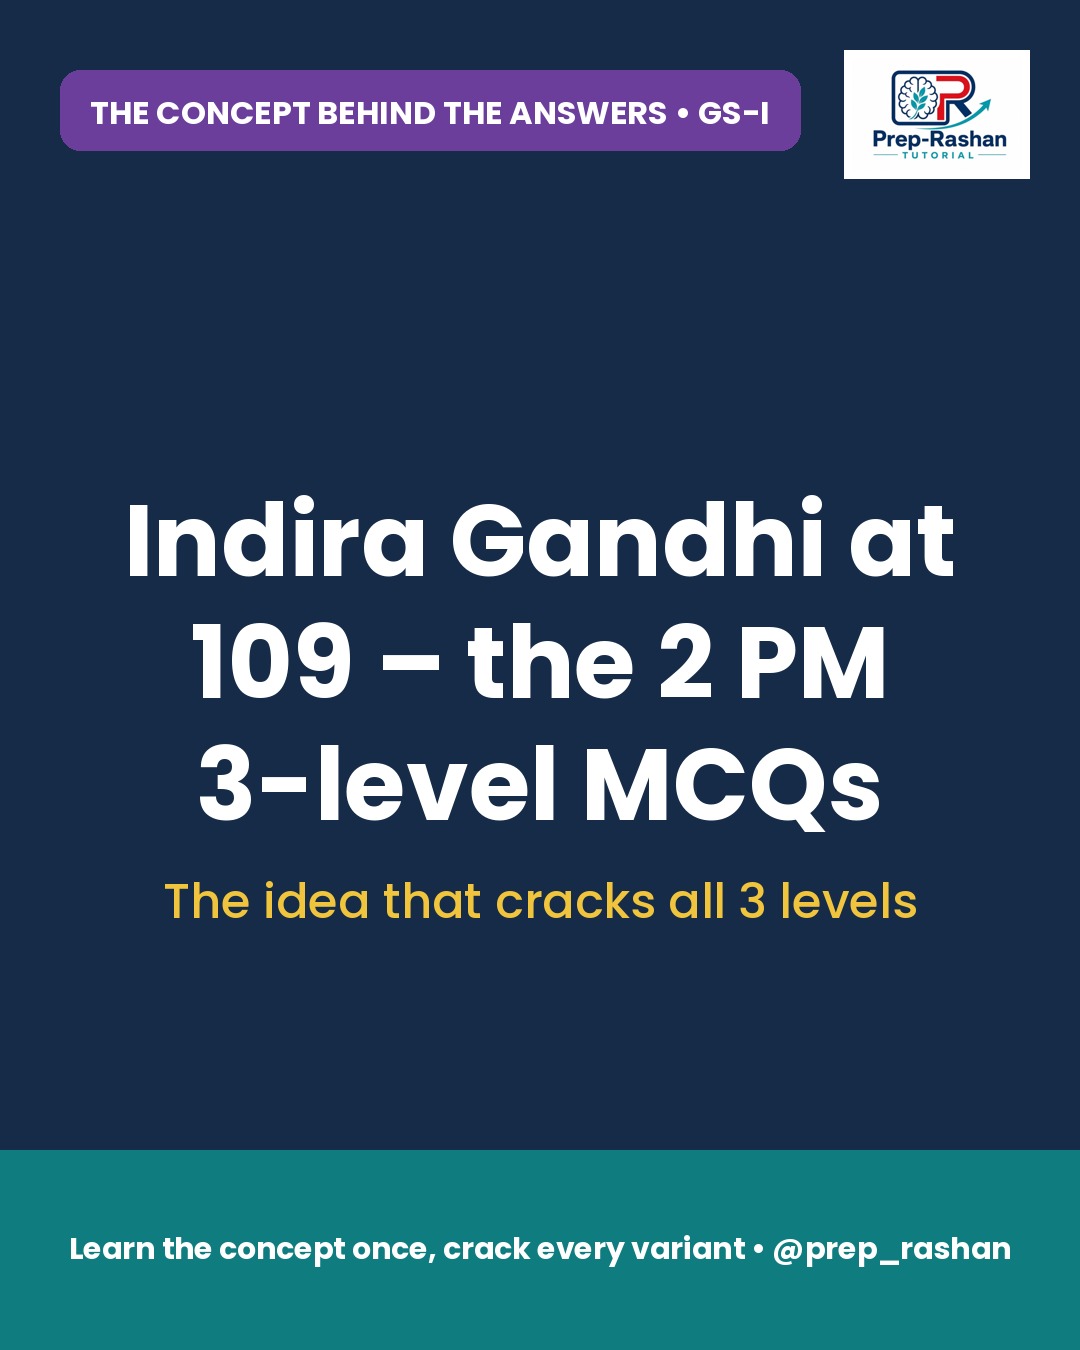 THE CONCEPT BEHIND THE ANSWERS • GS-I
Prep-Rashan
TUTORIAL
Indira Gandhi at
109 – the 2 PM
3-level MCQs
The idea that cracks all 3 levels
Learn the concept once, crack every variant • @prep_rashan